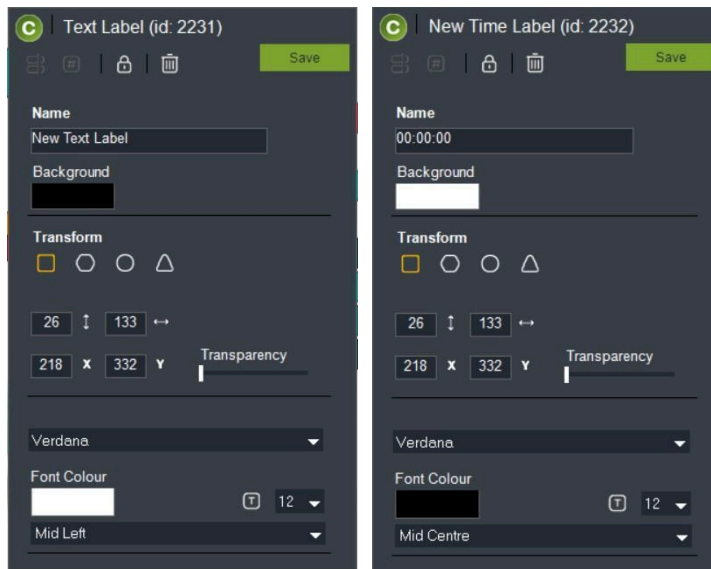 C Text Label (id: 2231)
#
Save
Name
New Text Label
Background
Transform
26 133
218 X 332 Y
Transparency
Verdana
Font Colour
T 12
Mid Left
C New Time Label (id: 2232)
#
Save
Name
00:00:00
Background
Transform
26 133
218 X 332 Y
Transparency
Verdana
Font Colour
T 12
Mid Centre